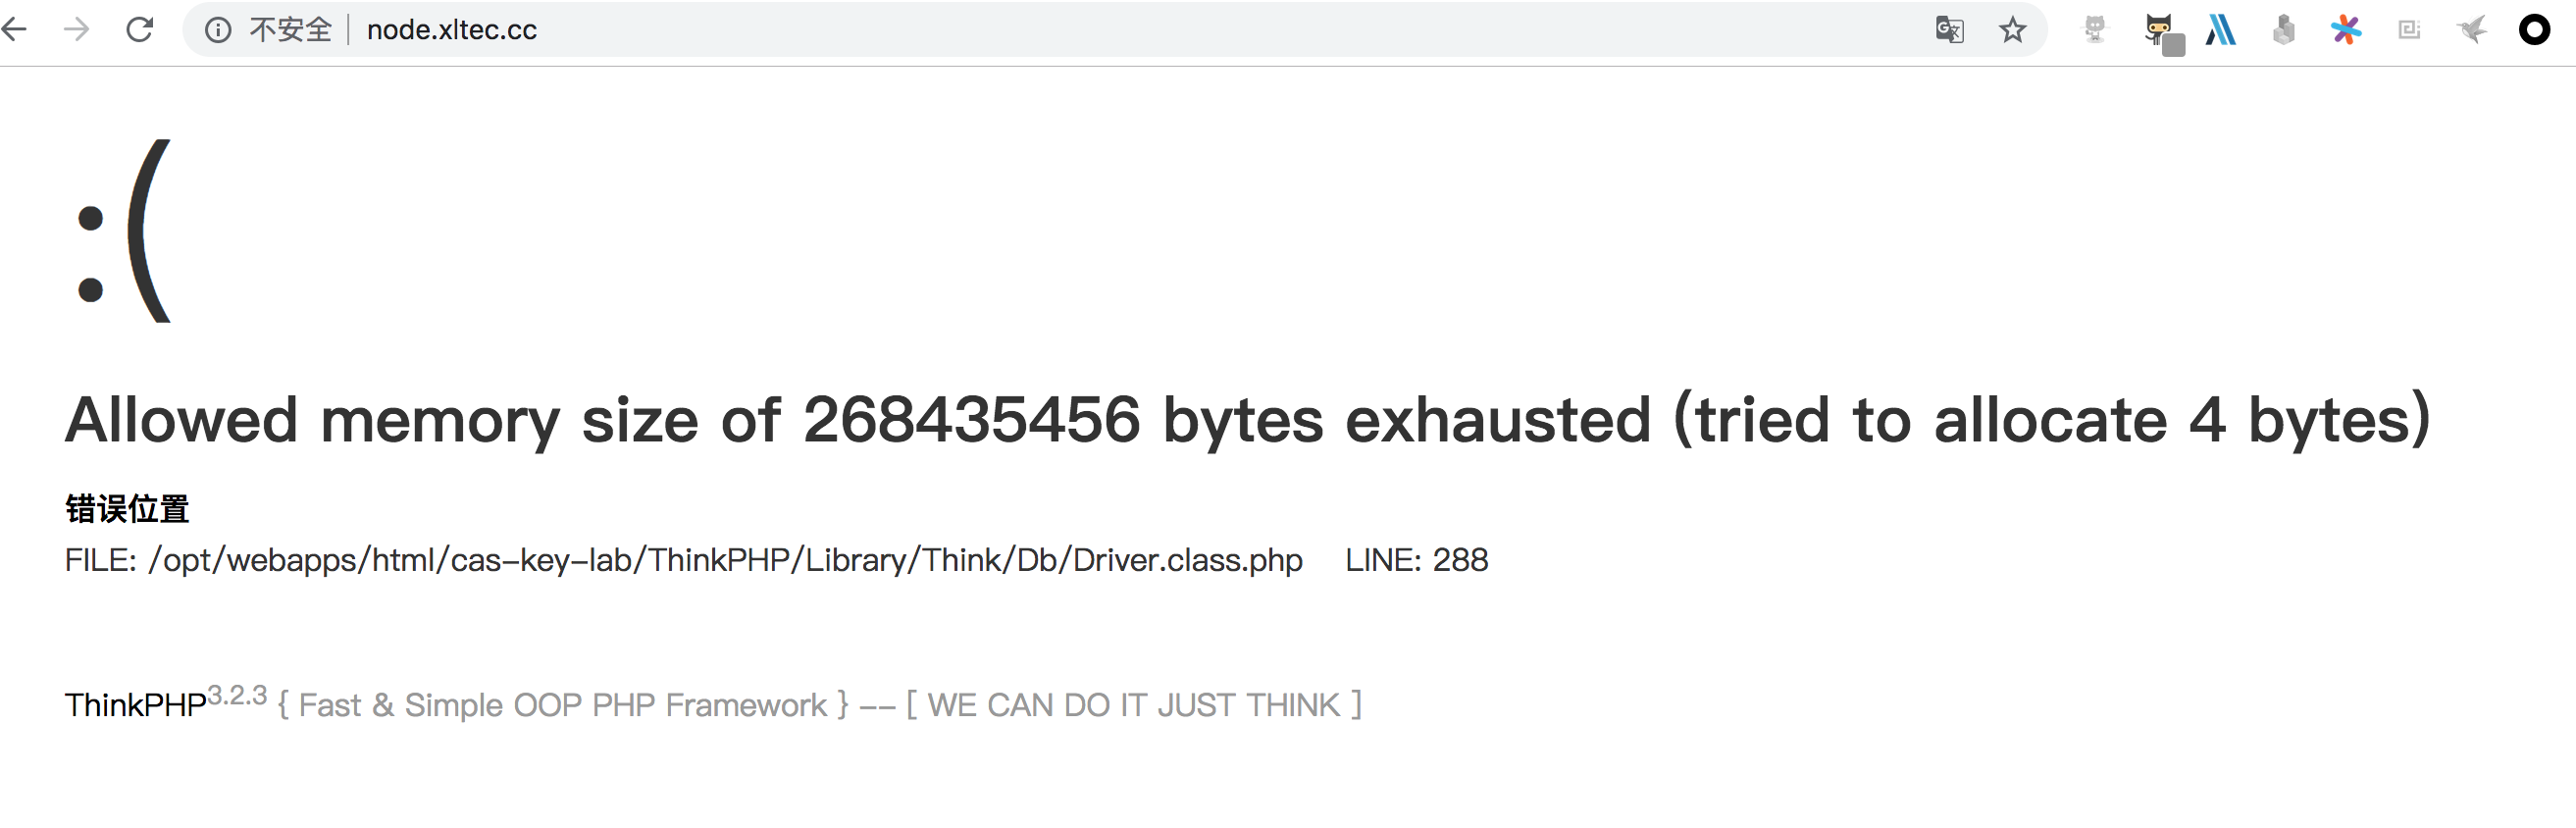 不安全 node.xltec.cc
:(
Allowed memory size of 268435456 bytes exhausted (tried to allocate 4 bytes)
错误位置
FILE: /opt/webapps/html/cas-key-lab/ThinkPHP/Library/Think/Db/Driver.class.php LINE: 288
ThinkPHP3.2.3 { Fast & Simple OOP PHP Framework } -- [ WE CAN DO IT JUST THINK ]